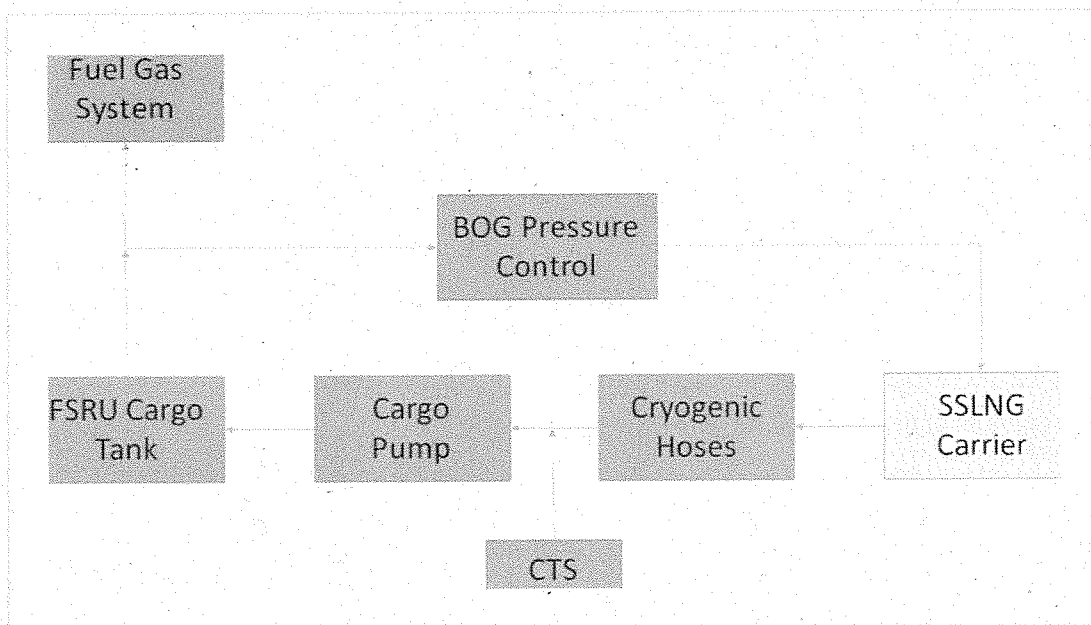 Fuel Gas
System
BOG Pressure
Control
FSRU Cargo
Tank
Cargo
Pump
Cryogenic
Hoses
SSLNG
Carrier
CTS